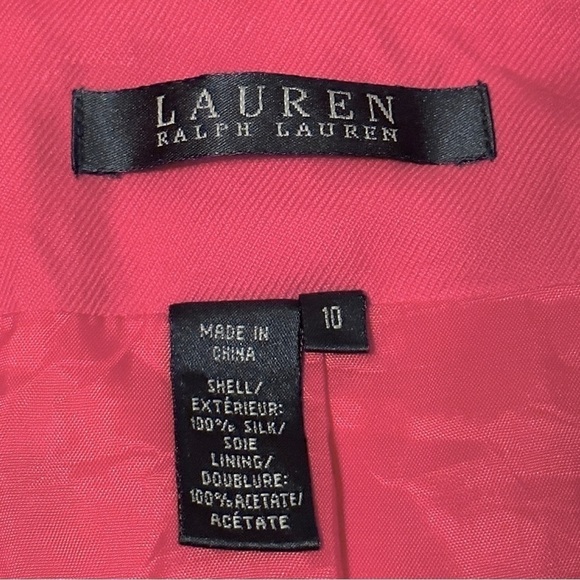 LAUREN
RALPH LAUREN
10
MADE IN
CHINA
SHELL/
EXTÉRIEUR:
100% SILK/
SOIE
LINING/
DOUBLURE:
100% ACETATE/
ACÉTATE